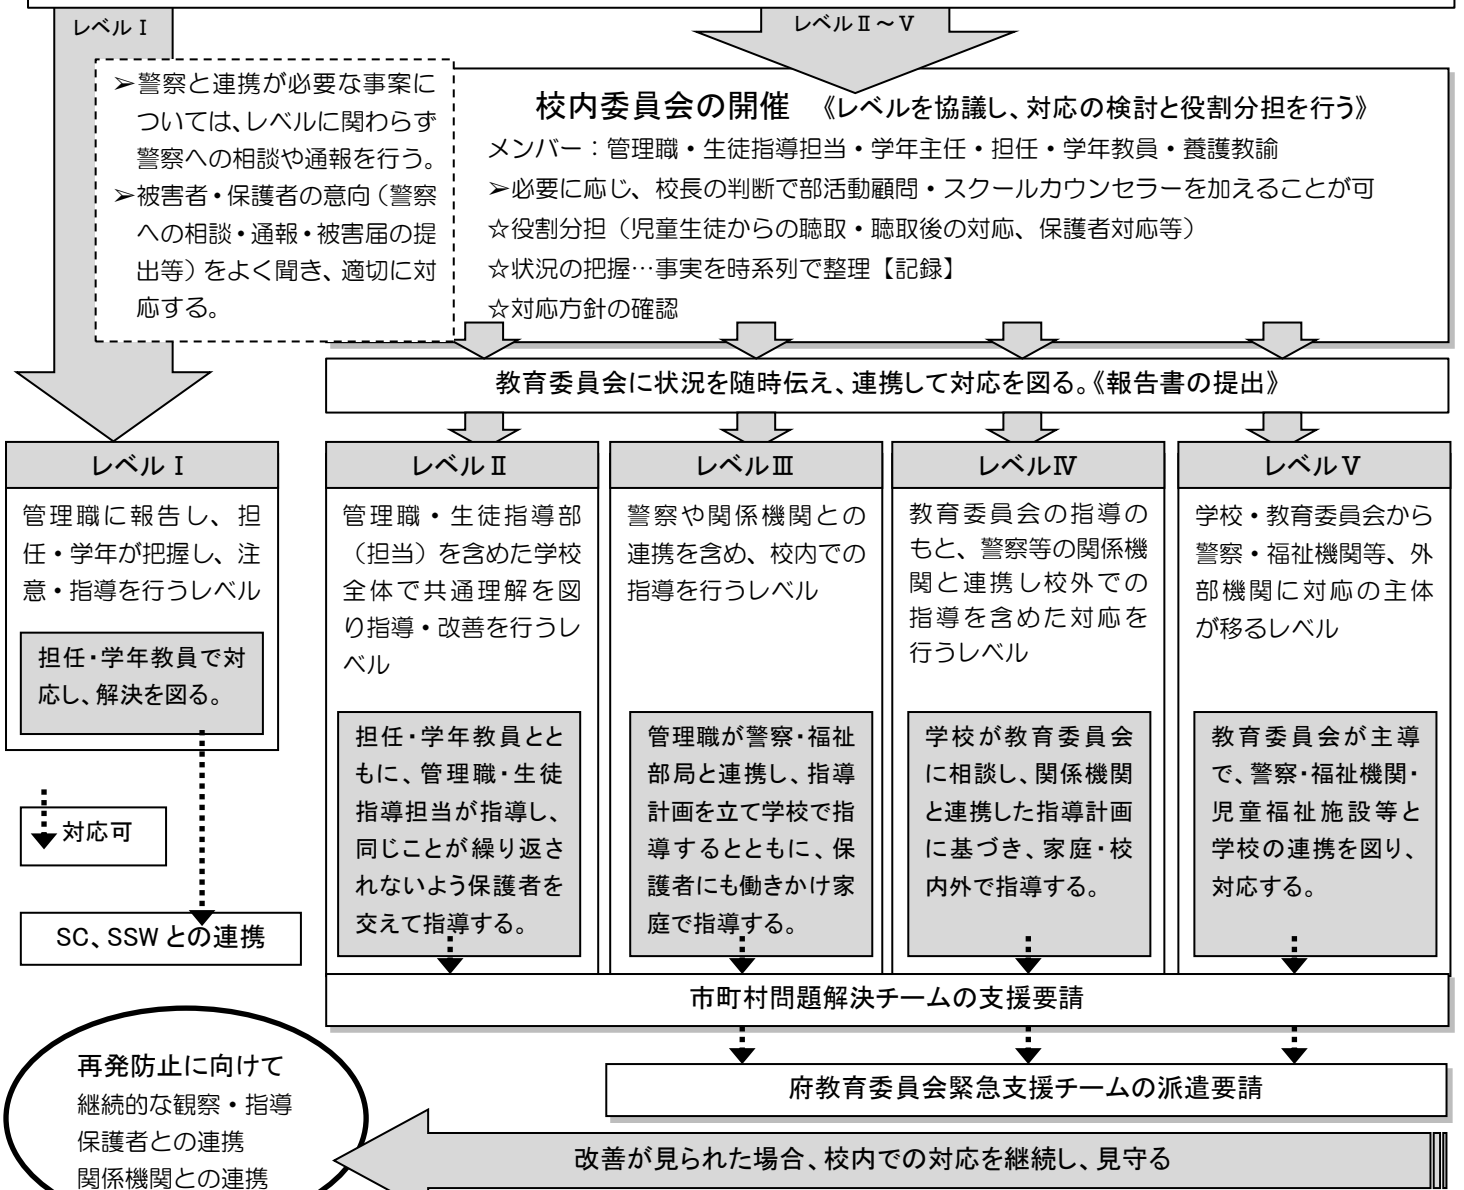 レベルⅠ
レベルⅡ～Ⅴ
➢警察と連携が必要な事案に
ついては、レベルに関わらず
警察への相談や通報を行う。
➢被害者・保護者の意向（警察
への相談・通報・被害届の提
出等）をよく聞き、適切に対
応する。
校内委員会の開催　《レベルを協議し、対応の検討と役割分担を行う》
メンバー：管理職・生徒指導担当・学年主任・担任・学年教員・養護教諭
➢必要に応じ、校長の判断で部活動顧問・スクールカウンセラーを加えることが可
☆役割分担（児童生徒からの聴取・聴取後の対応、保護者対応等）
☆状況の把握…事実を時系列で整理【記録】
☆対応方針の確認
教育委員会に状況を随時伝え、連携して対応を図る。《報告書の提出》
レベルⅠ
管理職に報告し、担
任・学年が把握し、注
意・指導を行うレベル
担任・学年教員で対
応し、解決を図る。
対応可
SC、SSWとの連携
レベルⅡ
管理職・生徒指導部
（担当）を含めた学校
全体で共通理解を図
り指導・改善を行うレ
ベル
担任・学年教員とと
もに、管理職・生徒
指導担当が指導し、
同じことが繰り返さ
れないよう保護者を
交えて指導する。
レベルⅢ
警察や関係機関との
連携を含め、校内での
指導を行うレベル
管理職が警察・福祉
部局と連携し、指導
計画を立て学校で指
導するとともに、保
護者にも働きかけ家
庭で指導する。
レベルⅣ
教育委員会の指導の
もと、警察等の関係機
関と連携し校外での
指導を含めた対応を
行うレベル
学校が教育委員会
に相談し、関係機関
と連携した指導計画
に基づき、家庭・校
内外で指導する。
レベルⅤ
学校・教育委員会から
警察・福祉機関等、外
部機関に対応の主体
が移るレベル
教育委員会が主導
で、警察・福祉機関・
児童福祉施設等と
学校の連携を図り、
対応する。
市町村問題解決チームの支援要請
府教育委員会緊急支援チームの派遣要請
改善が見られた場合、校内での対応を継続し、見守る
再発防止に向けて
継続的な観察・指導
保護者との連携
関係機関との連携